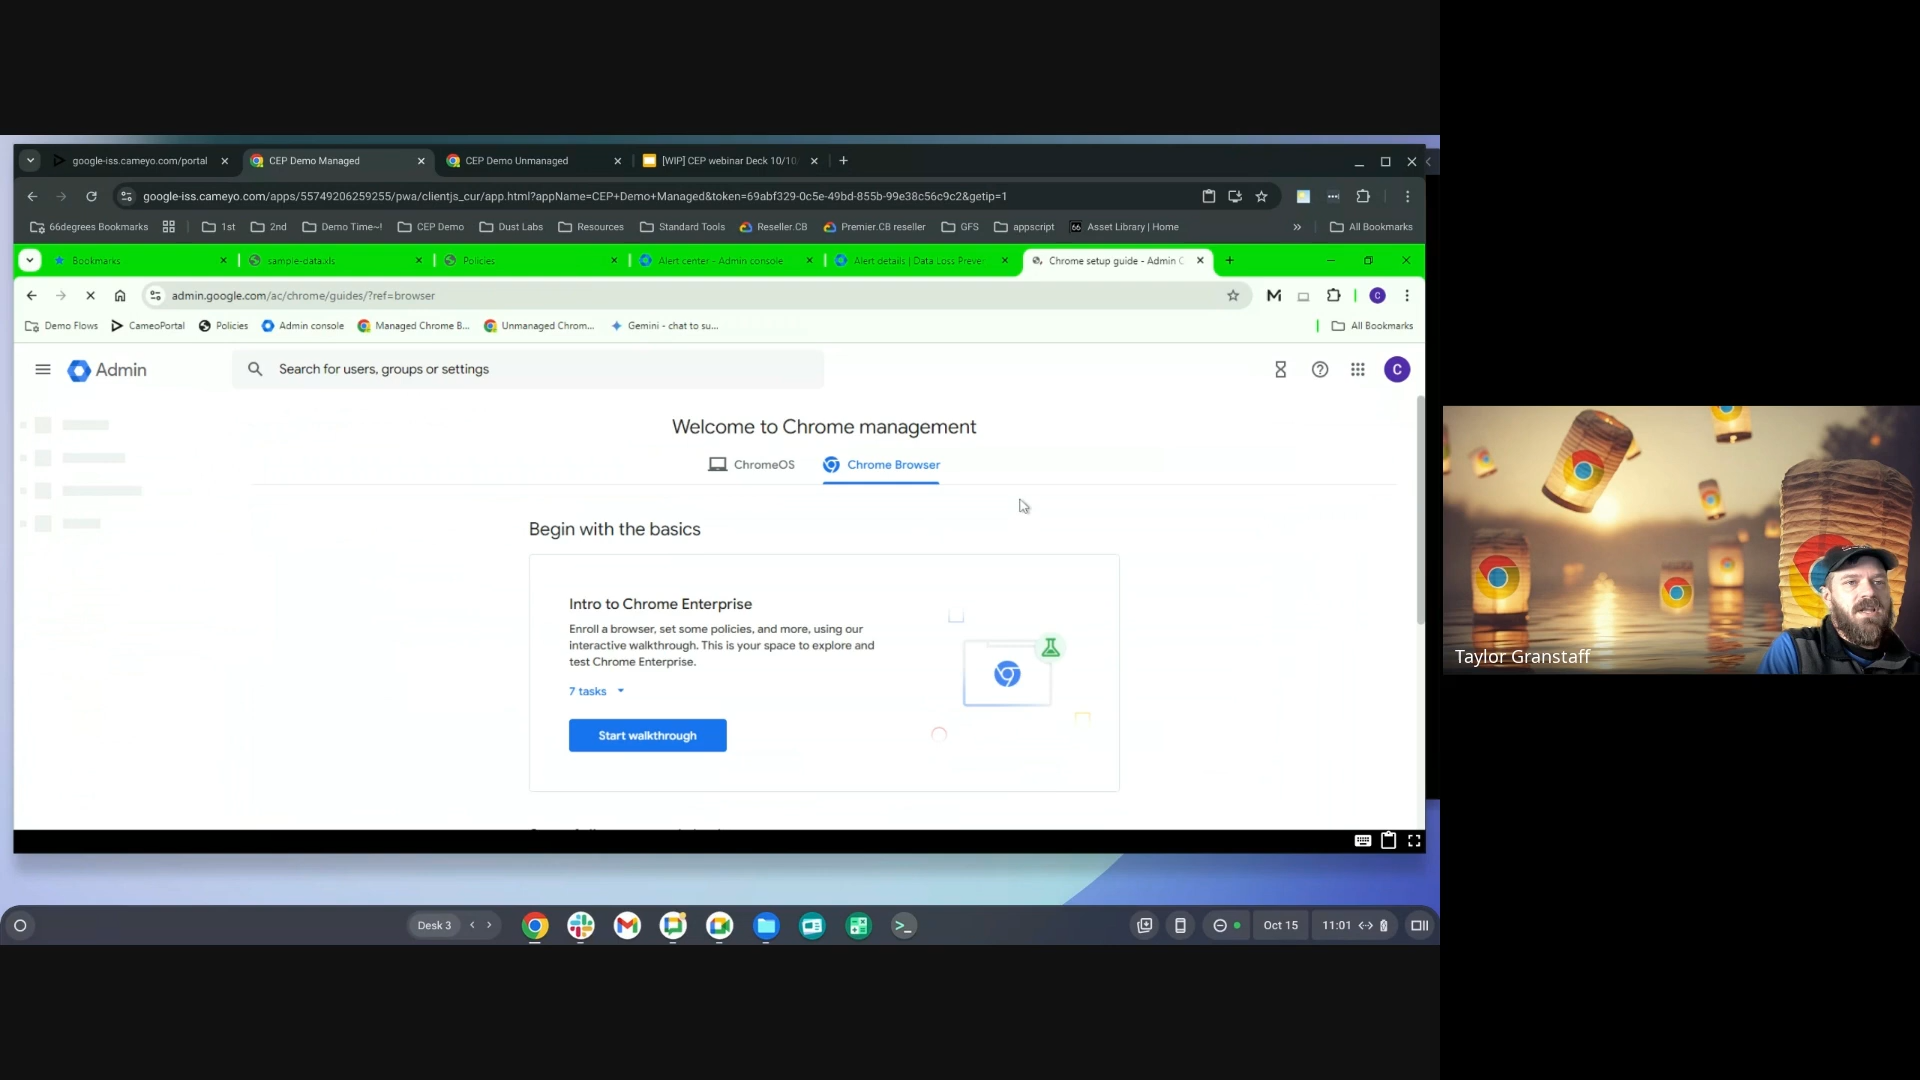 google-iss.cameyo.com/portal
CEP Demo Managed
CEP Demo Unmanaged
[WIP] CEP webinar Deck 10/10
google-iss.cameyo.com/apps/55749206259255/pwa/clientjs_cur/app.html?appName=CEP+Demo+Managed&token=69abf329-0c5e-49bd-855b-99e38c56c9c2&getip=1
66degrees Bookmarks
1st
2nd
Demo Time~!
CEP Demo
Dust Labs
Resources
Standard Tools
Reseller.CB
Premier.CB reseller
GFS
appscript
66 Asset Library | Home
All Bookmarks
Bookmarks
sample-data.xls
Policies
Alert center - Admin console
Alert details | Data Loss Preve
Chrome setup guide - Admin C
admin.google.com/ac/chrome/guides/?ref=browser
M
C
Demo Flows
CameoPortal
Policies
Admin console
Managed Chrome B...
Unmanaged Chrom...
Gemini - chat to su...
All Bookmarks
Admin
Search for users, groups or settings
C
Welcome to Chrome management
ChromeOS
Chrome Browser
Begin with the basics
Intro to Chrome Enterprise
Enroll a browser, set some policies, and more, using our
interactive walkthrough. This is your space to explore and
test Chrome Enterprise.
7 tasks
Start walkthrough
Taylor Granstaff
Desk 3
Oct 15
11:01